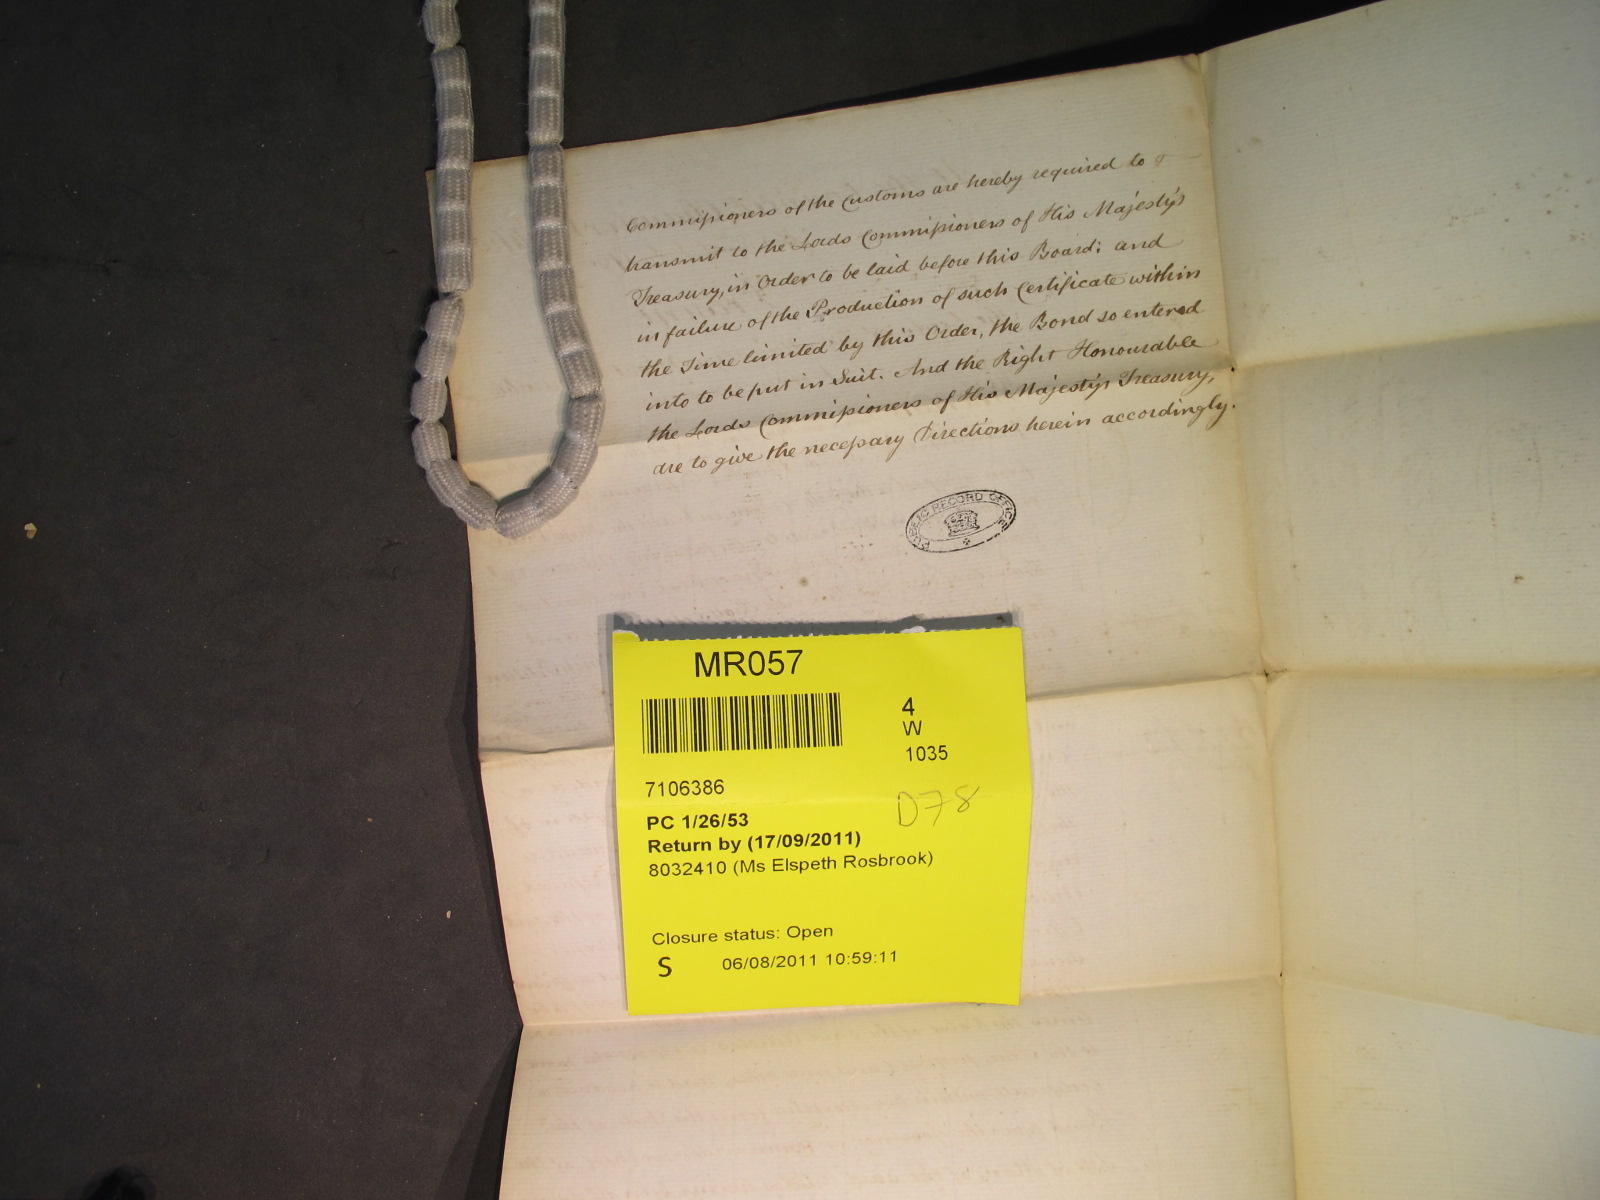 Commissioners of the Customs are hereby required to
transmit to the Lords Commissioners of His Majesty's
Treasury, in Order to be laid before this Board; and
in failure of the Production of such Certificate within
the Time limited by this Order, the Bond so entered
into to be put in Suit. And the Right Honourable
the Lords Commissioners of His Majesty's Treasury,
are to give the necessary Directions herein accordingly.
PUBLIC RECORD OFFICE
MR057
4
W
1035
7106386
D78
PC 1/26/53
Return by (17/09/2011)
8032410 (Ms Elspeth Rosbrook)
Closure status: Open
S 06/08/2011 10:59:11